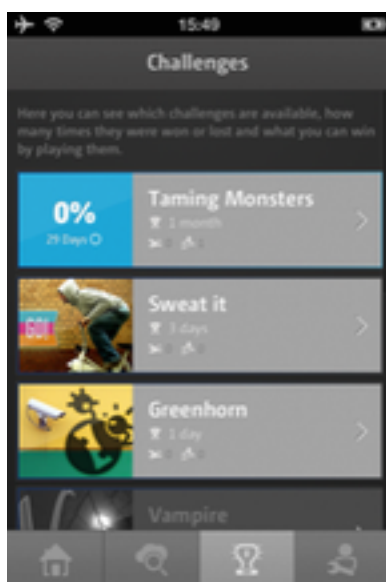 15:49
Challenges
Here you can see which challenges are available, how
many times they were won or lost and what you can win
by playing them.
0%
29 Days
Taming Monsters
1 month
GO!
Sweat it
3 days
Greenhorn
1 day
Vampire